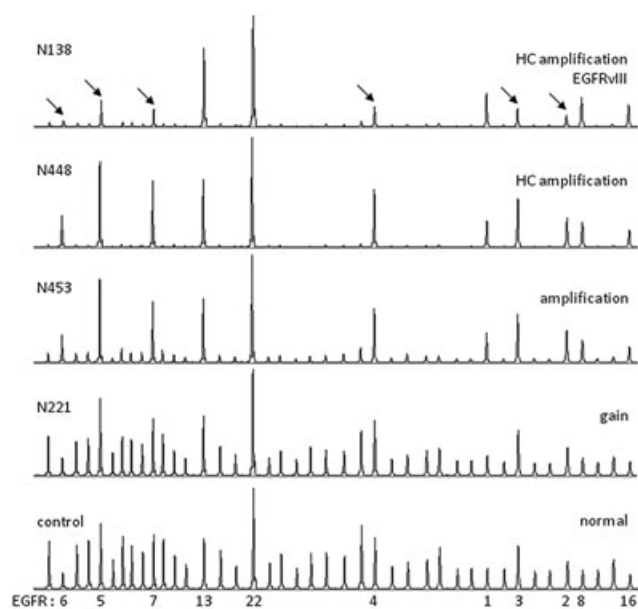 N138
HC amplification
EGFRvIII
N448
HC amplification
N453
amplification
N221
gain
control
normal
EGFR : 6 5 7 13 22 4 1 3 2 8 16